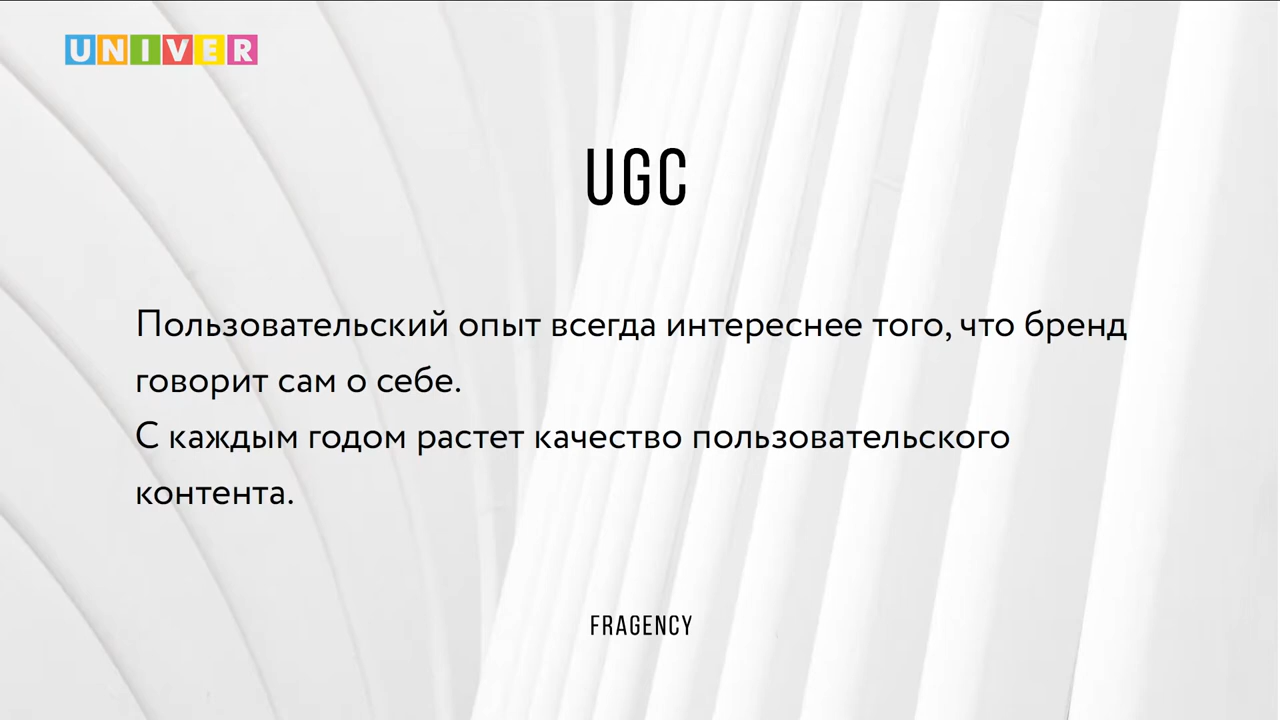 UNIVER
UGC
Пользовательский опыт всегда интереснее того, что бренд
говорит сам о себе.
С каждым годом растет качество пользовательского
контента.
FRAGENCY